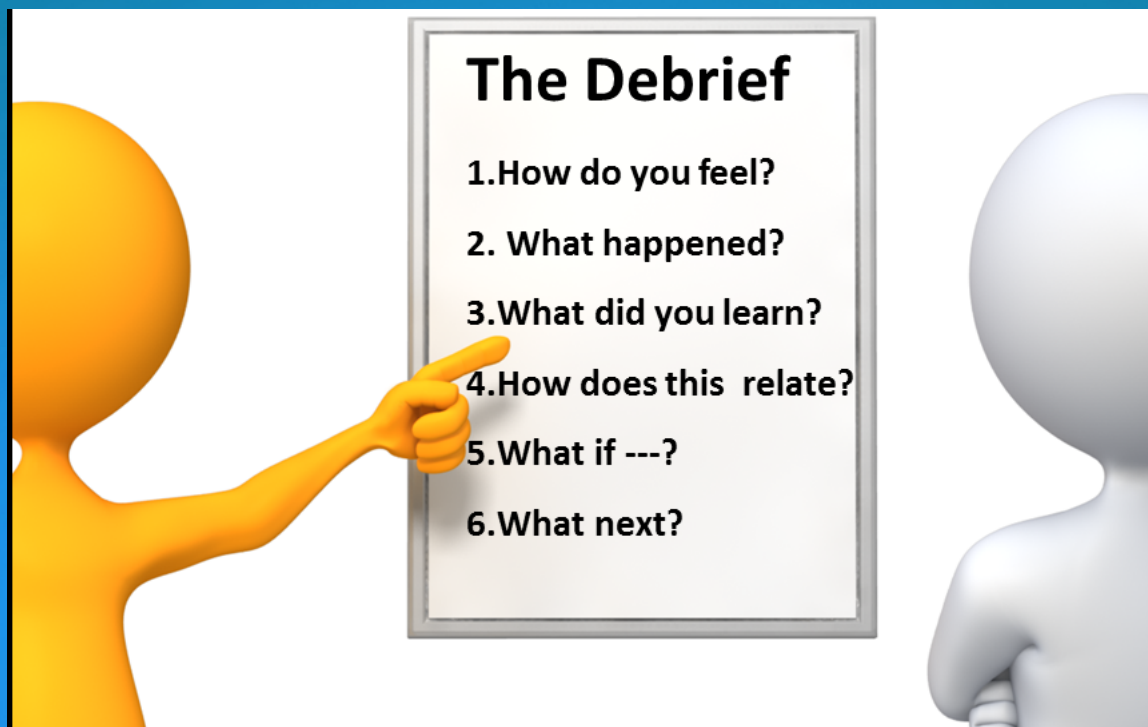 The Debrief
1.How do you feel?
2. What happened?
3.What did you learn?
4.How does this relate?
5.What if ---?
6.What next?